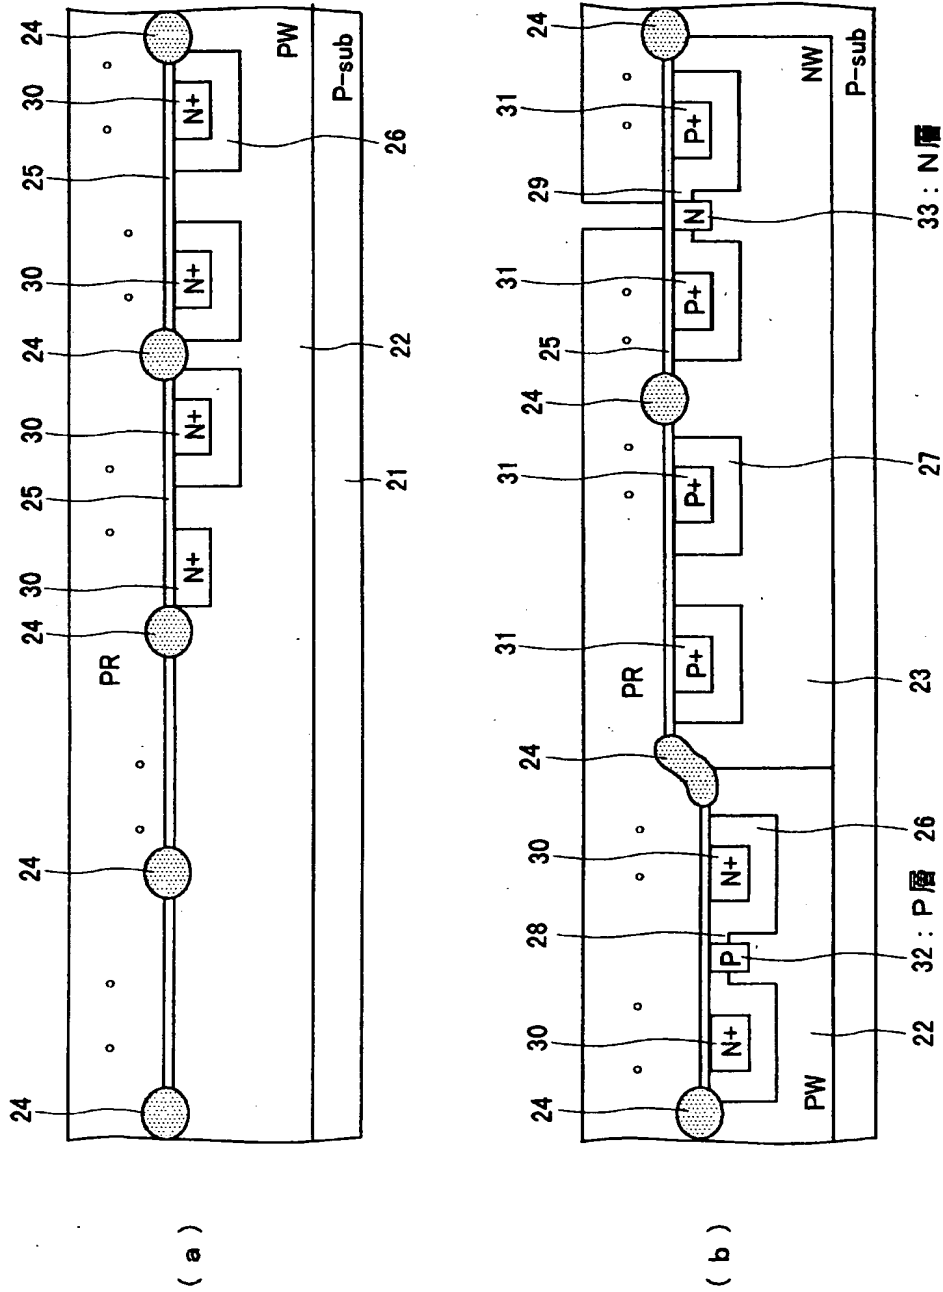 (a)
24 24 24 30 25 30 24 30 25 30 24
PR
N+ N+ N+ N+
PW
P-sub
21 22 26
(b)
24 30 28 30 24 31 31 24 25 31 29 31 24
PR
P+ P+ P+ N P+
N+ P N+
PW NW
P-sub
22 32：P層 26 23 27 33：N層